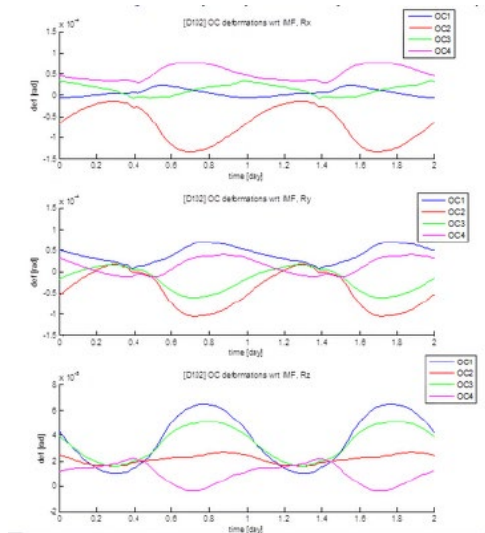 [D132] OC deformations wrt IMF, Rx
x 10⁻⁴
OC1
OC2
OC3
OC4
1.5
1
0.5
0
-0.5
-1
-1.5
def [rad]
0 0.2 0.4 0.6 0.8 1 1.2 1.4 1.6 1.8 2
time [day]
[D132] OC deformations wrt IMF, Ry
x 10⁻⁴
OC1
OC2
OC3
OC4
1.5
1
0.5
0
-0.5
-1
-1.5
def [rad]
0 0.2 0.4 0.6 0.8 1 1.2 1.4 1.6 1.8 2
time [day]
[D132] OC deformations wrt IMF, Rz
OC1
OC2
OC3
OC4
8
6
4
2
0
-2
def [rad]
0 0.2 0.4 0.6 0.8 1 1.2 1.4 1.6 1.8 2
time [day]